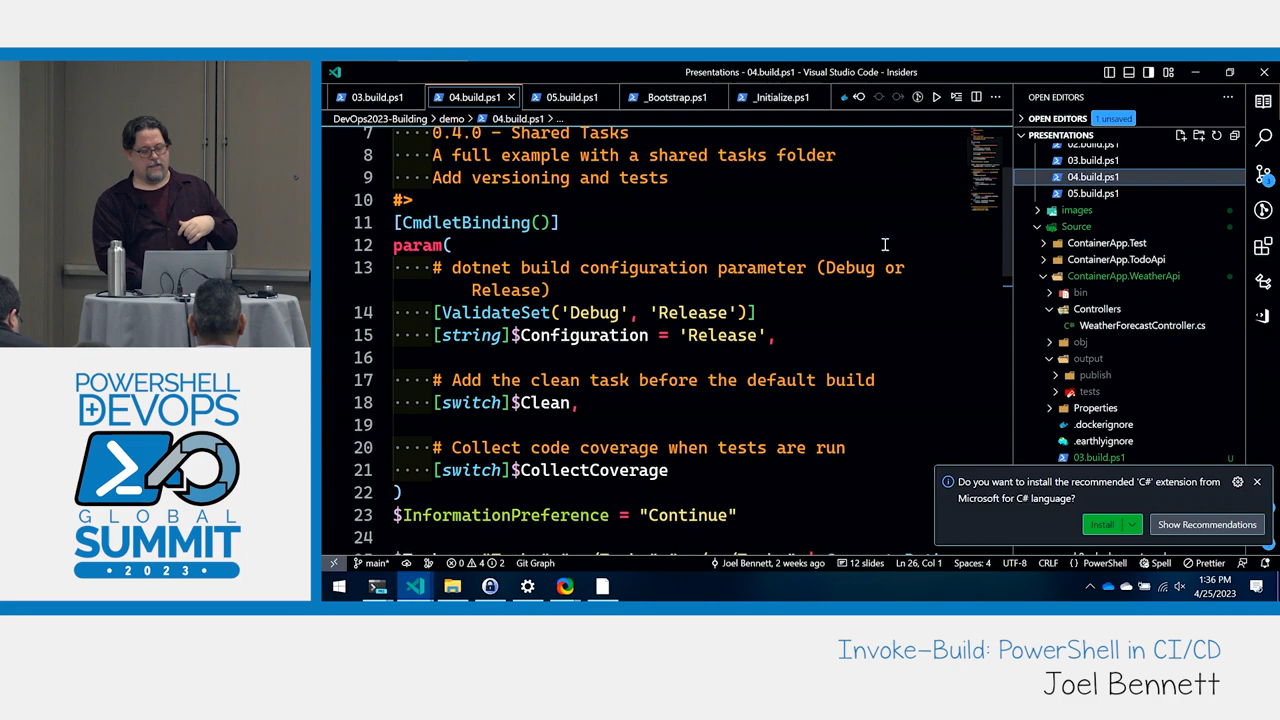 Presentations - 04.build.ps1 - Visual Studio Code - Insiders
03.build.ps1
04.build.ps1
05.build.ps1
_Bootstrap.ps1
_Initialize.ps1
DevOps2023-Building > demo > 04.build.ps1 > ...
7 ····0.4.0 - Shared Tasks
8 ····A full example with a shared tasks folder
9 ····Add versioning and tests
10 #>
11 [CmdletBinding()]
12 param(
13 ····# dotnet build configuration parameter (Debug or
Release)
14 ····[ValidateSet('Debug', 'Release')]
15 ····[string]$Configuration = 'Release',
16
17 ····# Add the clean task before the default build
18 ····[switch]$Clean,
19
20 ····# Collect code coverage when tests are run
21 ····[switch]$CollectCoverage
22 )
23 $InformationPreference = "Continue"
24
OPEN EDITORS
OPEN EDITORS 1 unsaved
PRESENTATIONS
02.build.ps1
03.build.ps1
04.build.ps1
05.build.ps1
images
Source
ContainerApp.Test
ContainerApp.TodoApi
ContainerApp.WeatherApi
bin
Controllers
WeatherForecastController.cs
obj
output
publish
tests
Properties
.dockerignore
.earthlyignore
03.build.ps1 U
Do you want to install the recommended 'C#' extension from
Microsoft for C# language?
Install
Show Recommendations
main*
0 4 2
Git Graph
Joel Bennett, 2 weeks ago
12 slides
Ln 26, Col 1
Spaces: 4
UTF-8
CRLF
PowerShell
Spell
Prettier
1:36 PM
4/25/2023
POWERSHELL
+DEVOPS
GLOBAL
SUMMIT
2023
Invoke-Build: PowerShell in CI/CD
Joel Bennett